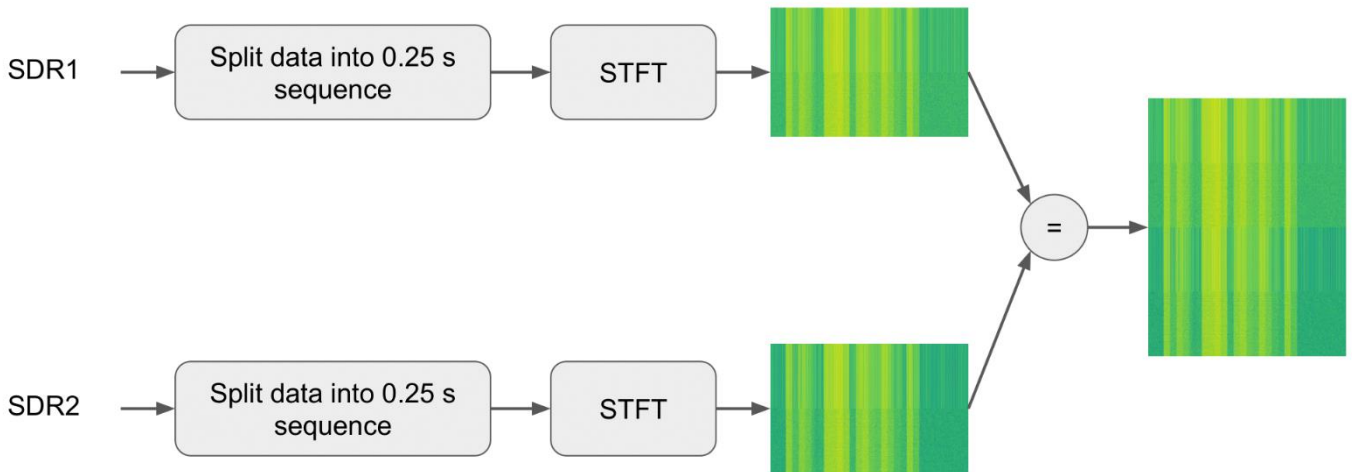 SDR1
Split data into 0.25 s
sequence
STFT
=
SDR2
Split data into 0.25 s
sequence
STFT